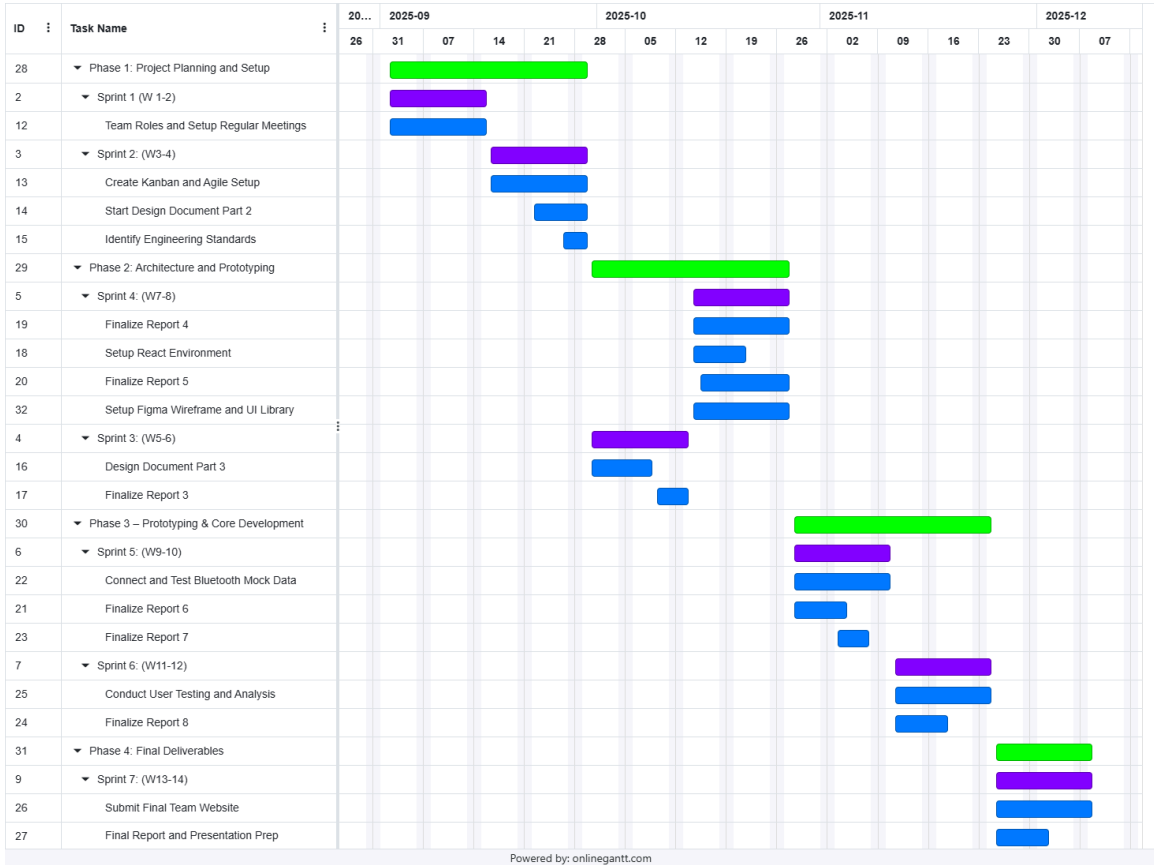 ID Task Name 20... 2025-09 2025-10 2025-11 2025-12
26 31 07 14 21 28 05 12 19 26 02 09 16 23 30 07
28 Phase 1: Project Planning and Setup
2 Sprint 1 (W 1-2)
12 Team Roles and Setup Regular Meetings
3 Sprint 2: (W3-4)
13 Create Kanban and Agile Setup
14 Start Design Document Part 2
15 Identify Engineering Standards
29 Phase 2: Architecture and Prototyping
5 Sprint 4: (W7-8)
19 Finalize Report 4
18 Setup React Environment
20 Finalize Report 5
32 Setup Figma Wireframe and UI Library
4 Sprint 3: (W5-6)
16 Design Document Part 3
17 Finalize Report 3
30 Phase 3 – Prototyping & Core Development
6 Sprint 5: (W9-10)
22 Connect and Test Bluetooth Mock Data
21 Finalize Report 6
23 Finalize Report 7
7 Sprint 6: (W11-12)
25 Conduct User Testing and Analysis
24 Finalize Report 8
31 Phase 4: Final Deliverables
9 Sprint 7: (W13-14)
26 Submit Final Team Website
27 Final Report and Presentation Prep
Powered by: onlinegantt.com